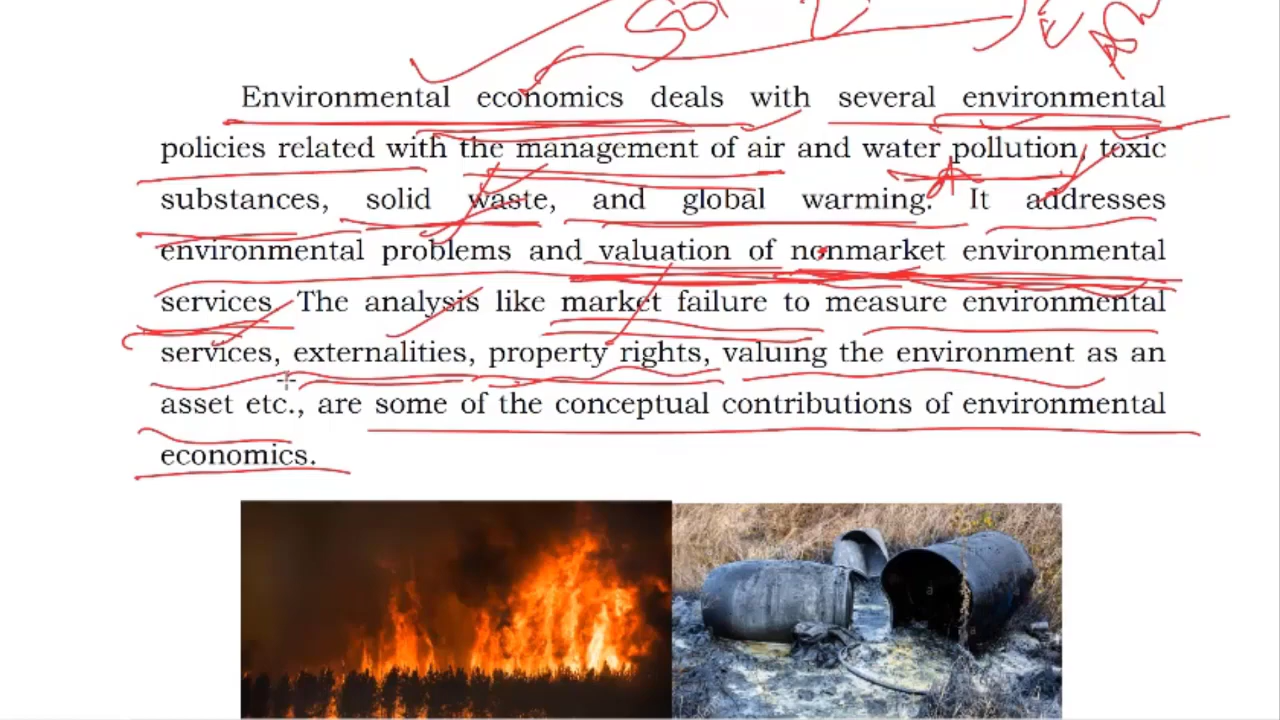 Environmental economics deals with several environmental
policies related with the management of air and water pollution, toxic
substances, solid waste, and global warming. It addresses
environmental problems and valuation of nonmarket environmental
services The analysis like market failure to measure environmental
services, externalities, property rights, valuing the environment as an
asset etc., are some of the conceptual contributions of environmental
economics.